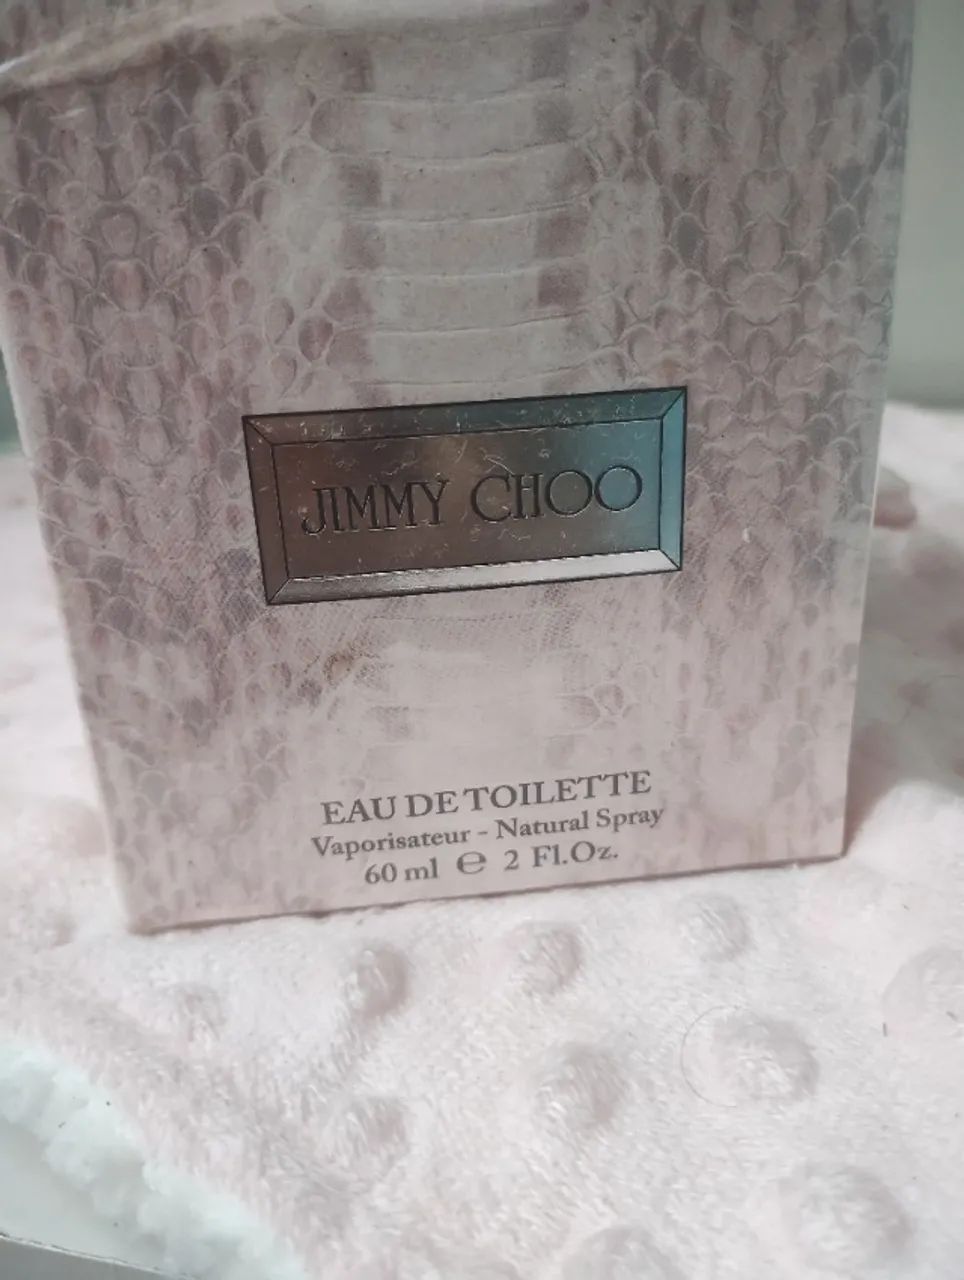 JIMMY CHOO
EAU DE TOILETTE
Vaporisateur - Natural Spray
60 ml ℮ 2 Fl.Oz.